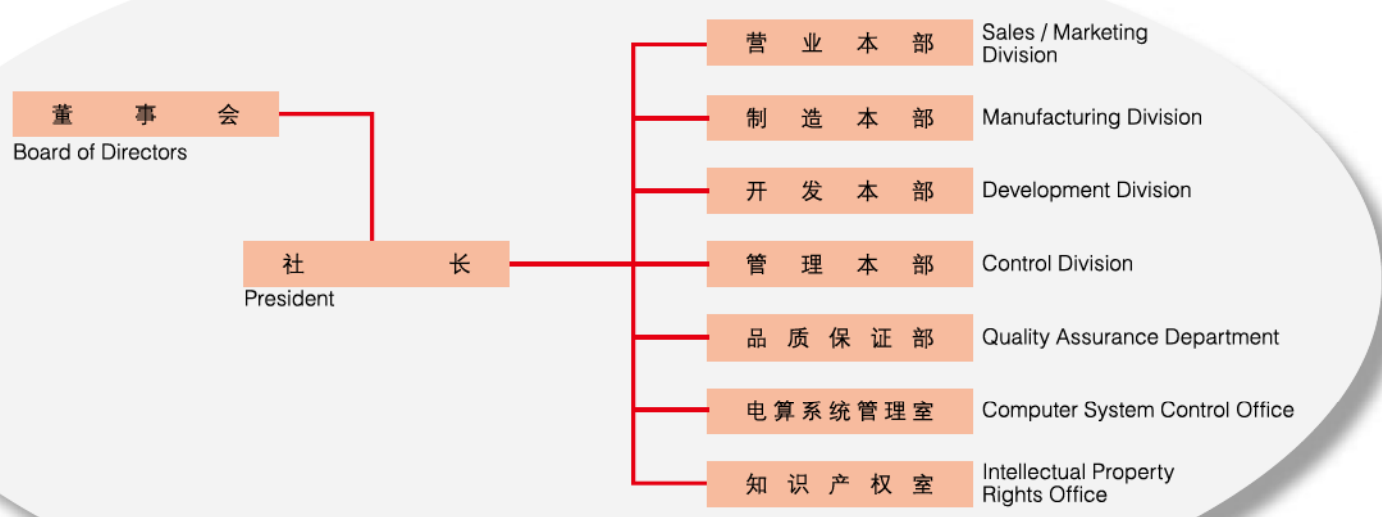 董事会
Board of Directors
社长
President
营业本部
Sales / Marketing
Division
制造本部
Manufacturing Division
开发本部
Development Division
管理本部
Control Division
品质保证部
Quality Assurance Department
电算系统管理室
Computer System Control Office
知识产权室
Intellectual Property
Rights Office